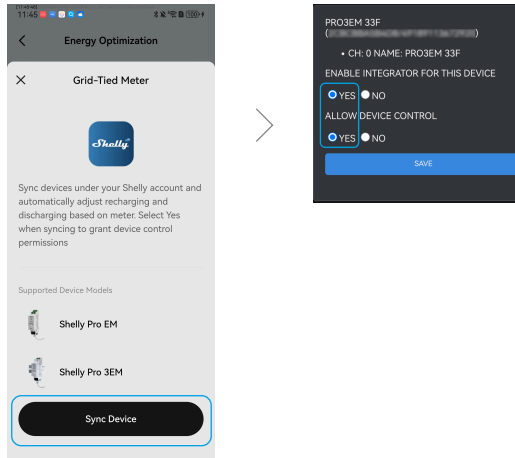 11:45
Energy Optimization
Grid-Tied Meter
Shelly
Sync devices under your Shelly account and
automatically adjust recharging and
discharging based on meter. Select Yes
when syncing to grant device control
permissions
Supported Device Models
Shelly Pro EM
Shelly Pro 3EM
Sync Device
PRO3EM 33F
• CH: 0 NAME: PRO3EM 33F
ENABLE INTEGRATOR FOR THIS DEVICE
YES NO
ALLOW DEVICE CONTROL
YES NO
SAVE